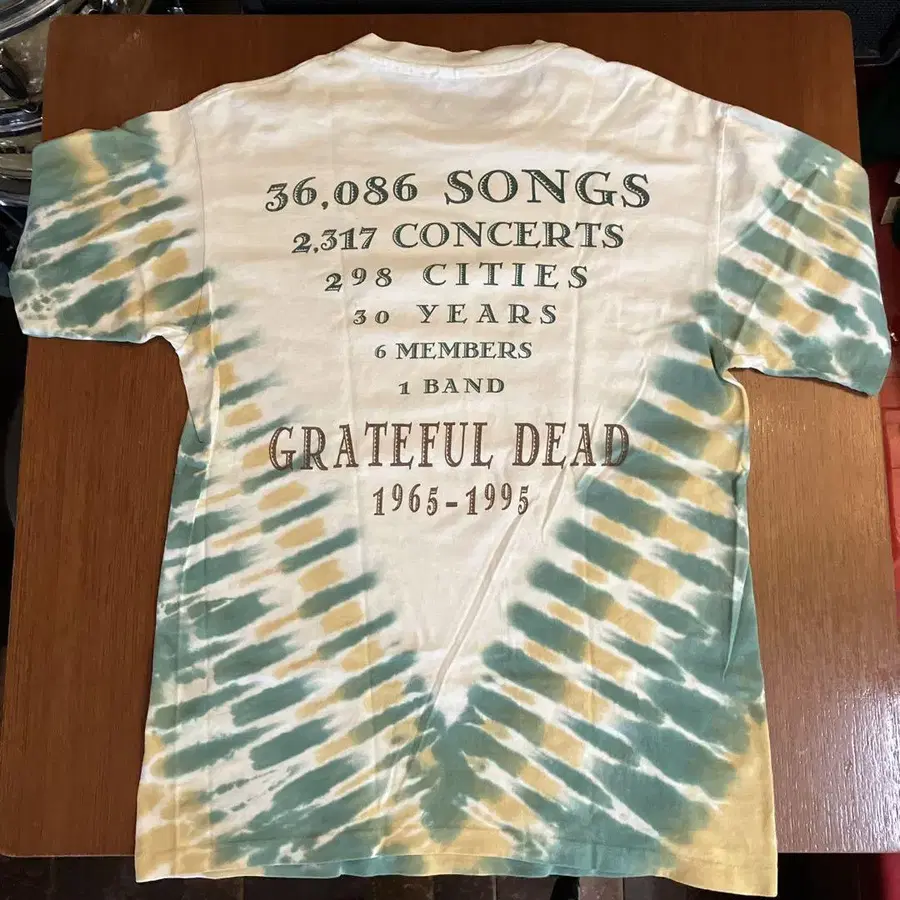 36,086 SONGS
2,317 CONCERTS
298 CITIES
30 YEARS
6 MEMBERS
1 BAND
GRATEFUL DEAD
1965-1995